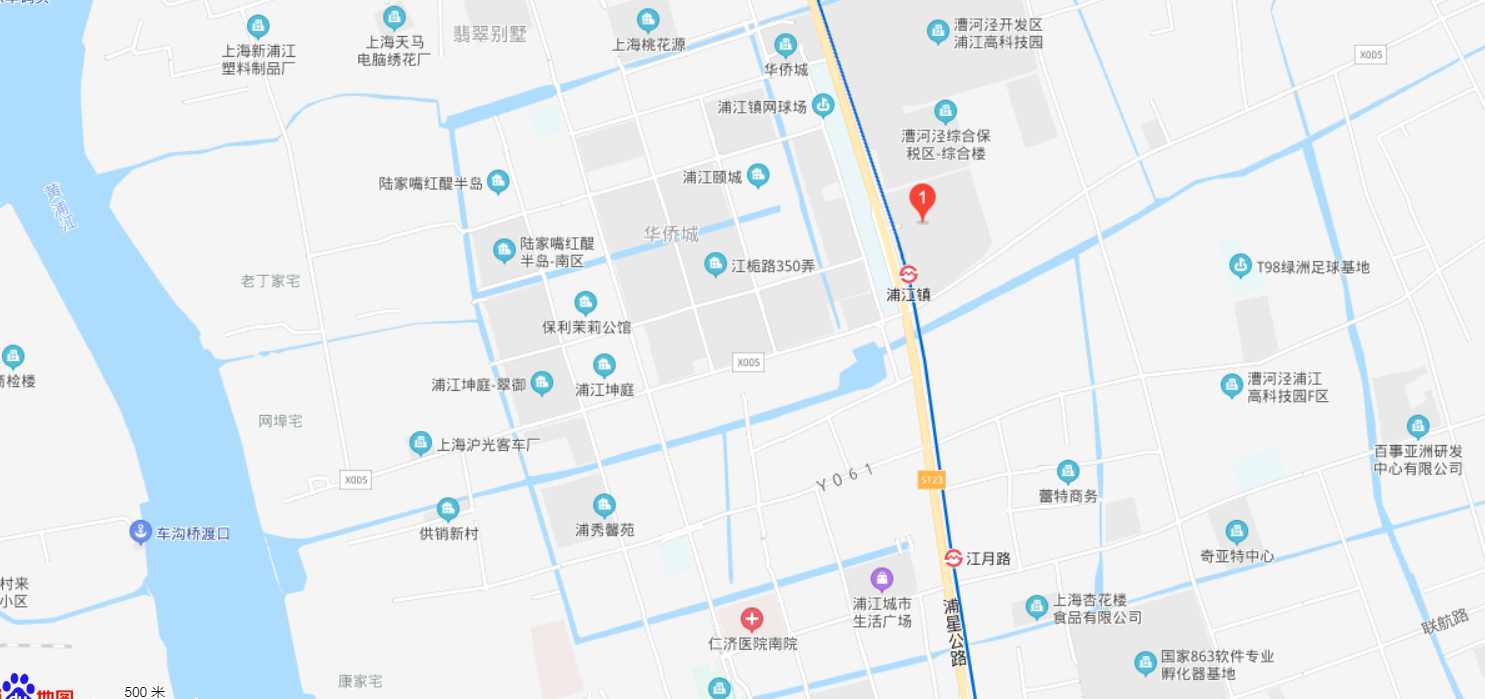 上海新浦江
塑料制品厂
上海天马
电脑绣花厂
翡翠别墅
上海桃花源
华侨城
漕河泾开发区
浦江高科技园
X005
浦江镇网球场
漕河泾综合保
税区-综合楼
黄浦江
陆家嘴红醍半岛
浦江颐城
1
华侨城
陆家嘴红醍
半岛-南区
江栀路350弄
老丁家宅
浦江镇
T98绿洲足球基地
保利茉莉公馆
商检楼
X005
浦江坤庭-翠御
浦江坤庭
漕河泾浦江
高科技园F区
网埠宅
上海沪光客车厂
百事亚洲研发
中心有限公司
X005
Y061
S123
蕾特商务
车沟桥渡口
供销新村
浦秀馨苑
奇亚特中心
江月路
村来
小区
浦江城市
生活广场
上海杏花楼
食品有限公司
浦星公路
联航路
仁济医院南院
国家863软件专业
孵化器基地
康家宅
地图
500 米